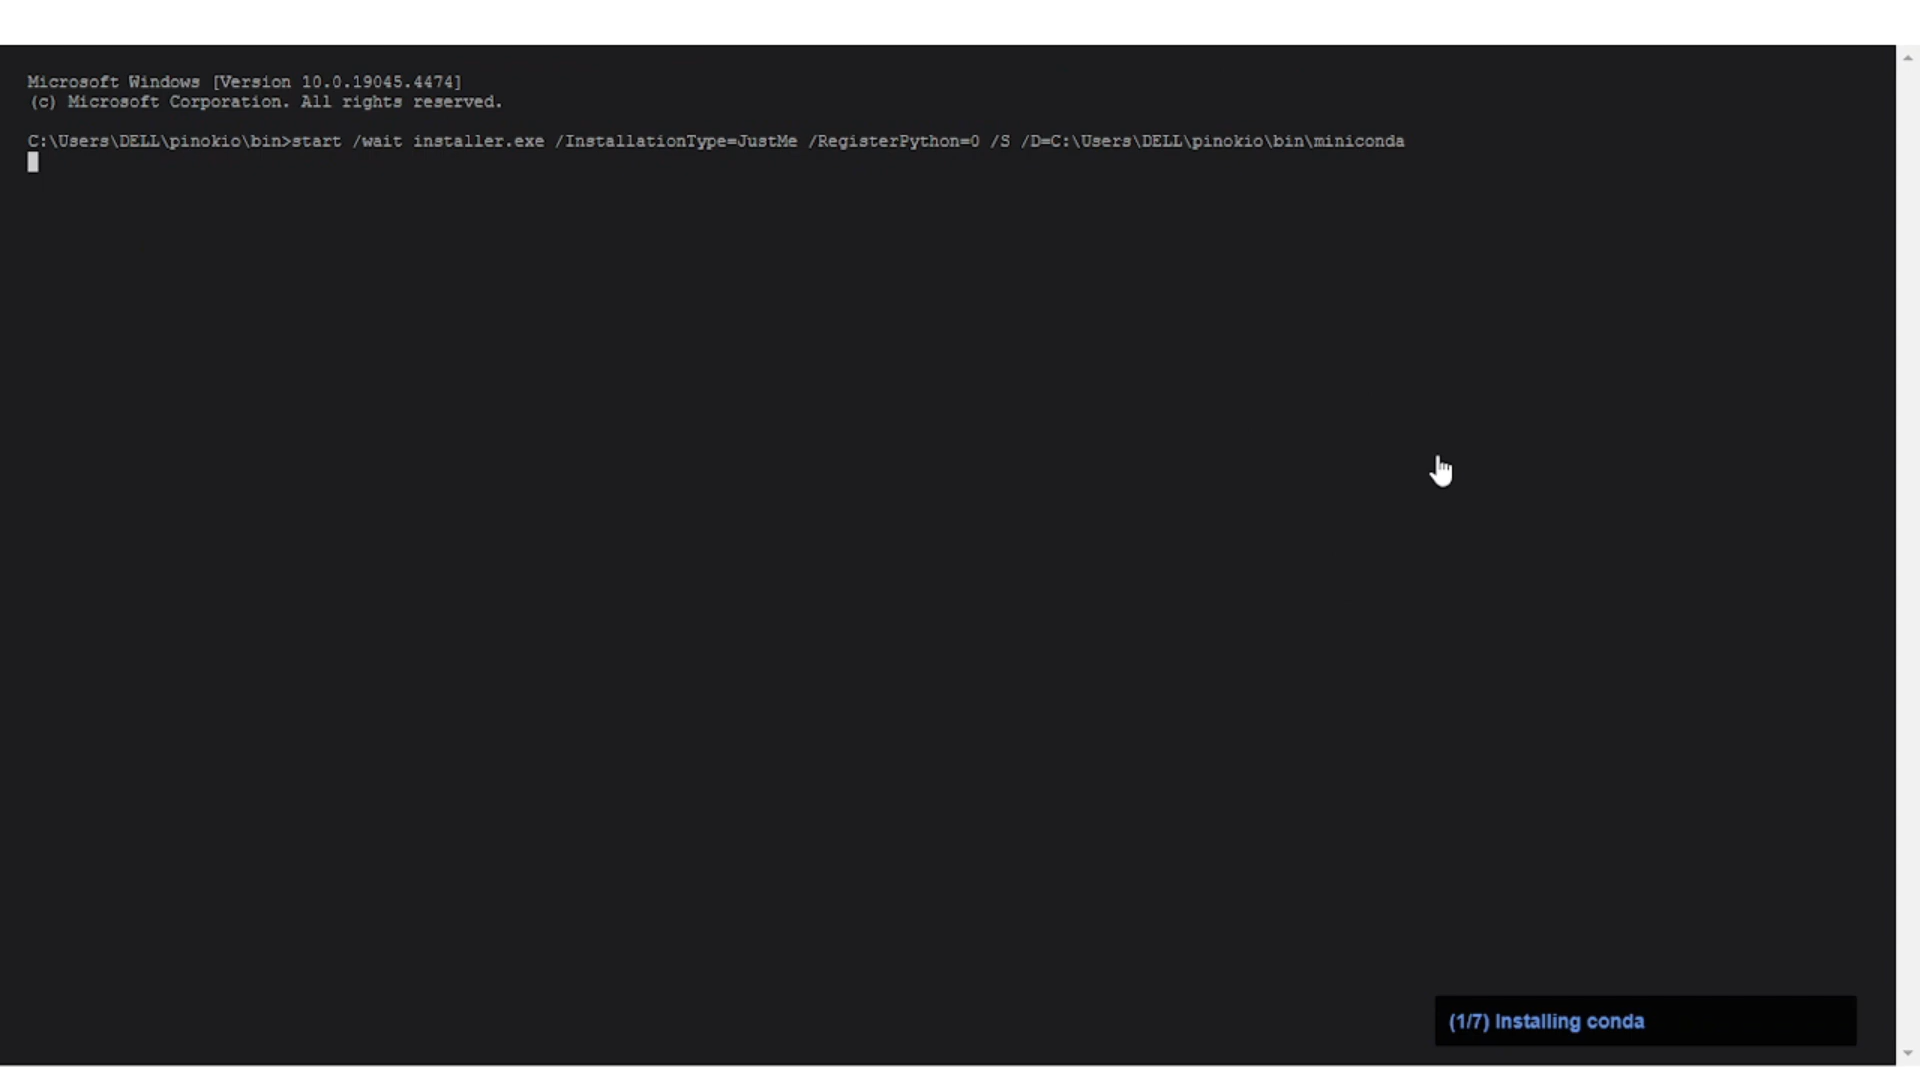 Microsoft Windows [Version 10.0.19045.4474]
(c) Microsoft Corporation. All rights reserved.
C:\Users\DELL\pinokio\bin>start /wait installer.exe /InstallationType=JustMe /RegisterPython=0 /S /D=C:\Users\DELL\pinokio\bin\miniconda
(1/7) Installing conda